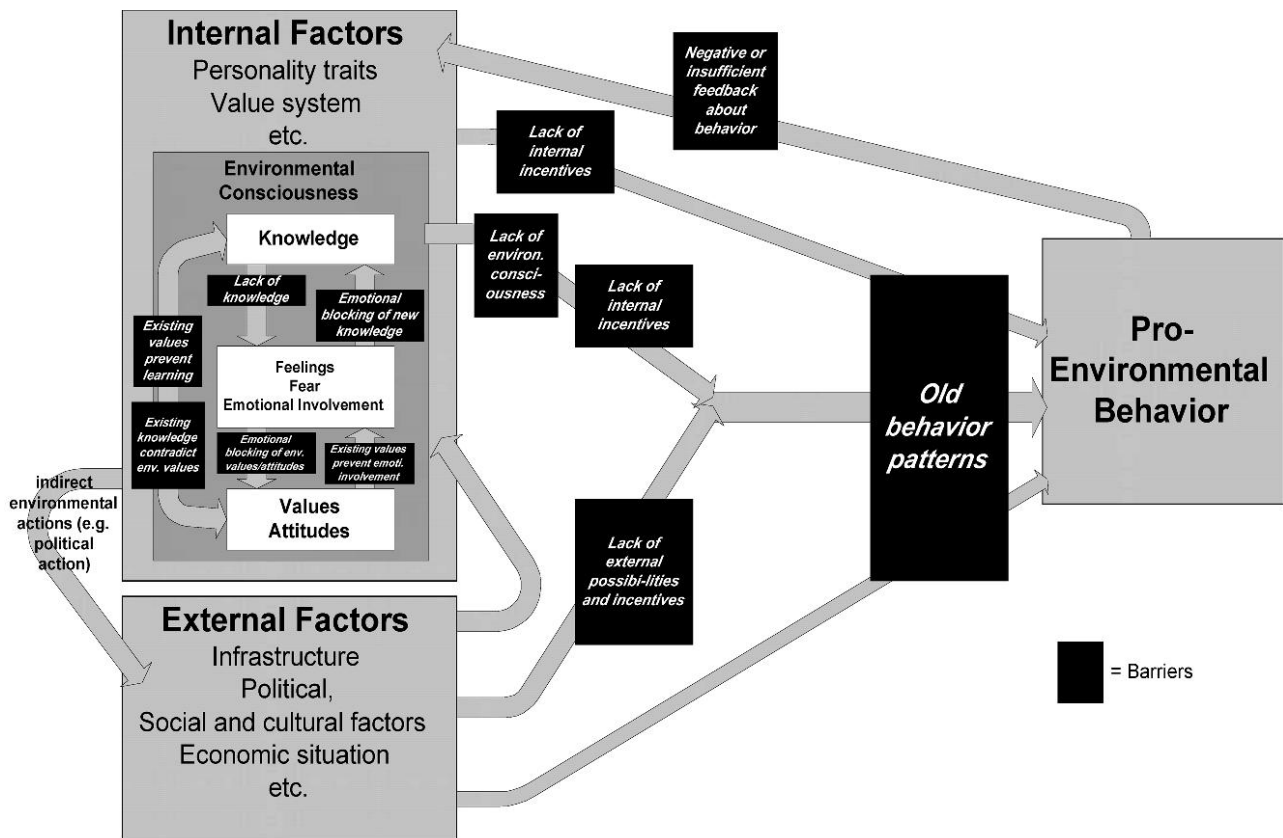 Internal Factors
Personality traits
Value system
etc.
Environmental
Consciousness
Knowledge
Lack of
knowledge
Emotional
blocking of new
knowledge
Existing
values
prevent
learning
Feelings
Fear
Emotional Involvement
Existing
knowledge
contradict
env. values
Emotional
blocking of env.
values/attitudes
Existing values
prevent emoti.
involvement
Values
Attitudes
indirect
environmental
actions (e.g.
political
action)
External Factors
Infrastructure
Political,
Social and cultural factors
Economic situation
etc.
Negative or
insufficient
feedback
about
behavior
Lack of
internal
incentives
Lack of
environ.
consci-
ousness
Lack of
internal
incentives
Lack of
external
possibi-lities
and incentives
Old
behavior
patterns
Pro-
Environmental
Behavior
= Barriers